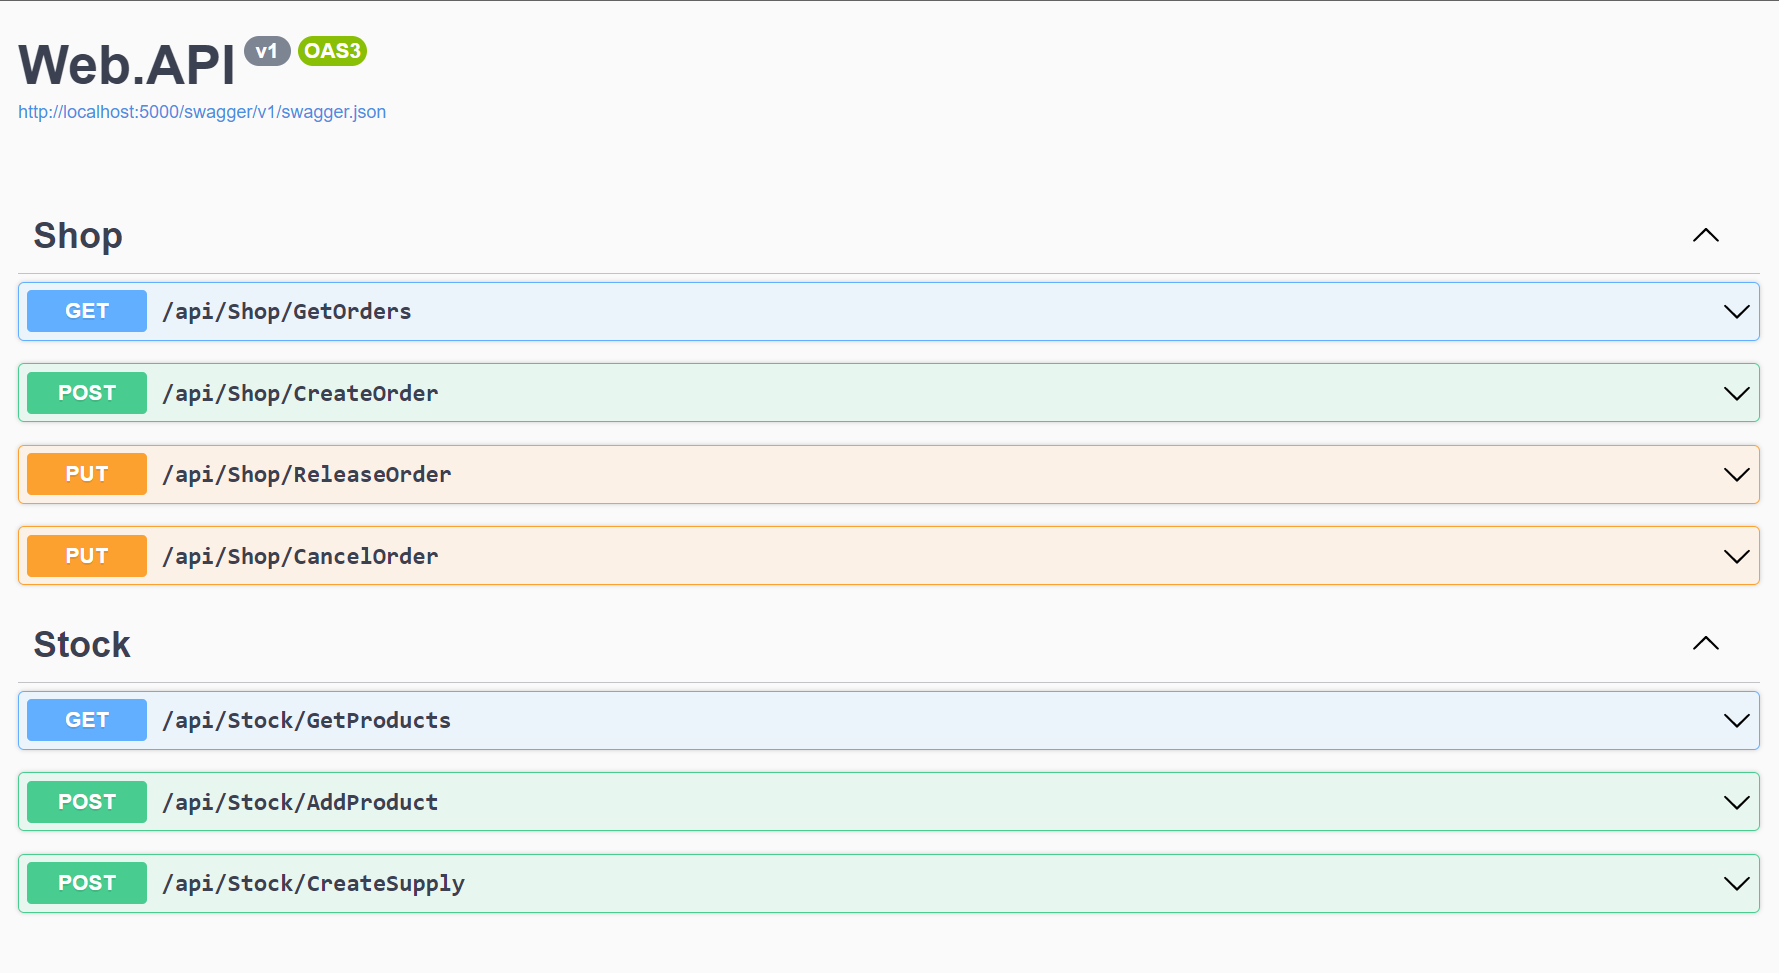 Web.API v1 OAS3
http://localhost:5000/swagger/v1/swagger.json
Shop
GET /api/Shop/GetOrders
POST /api/Shop/CreateOrder
PUT /api/Shop/ReleaseOrder
PUT /api/Shop/CancelOrder
Stock
GET /api/Stock/GetProducts
POST /api/Stock/AddProduct
POST /api/Stock/CreateSupply